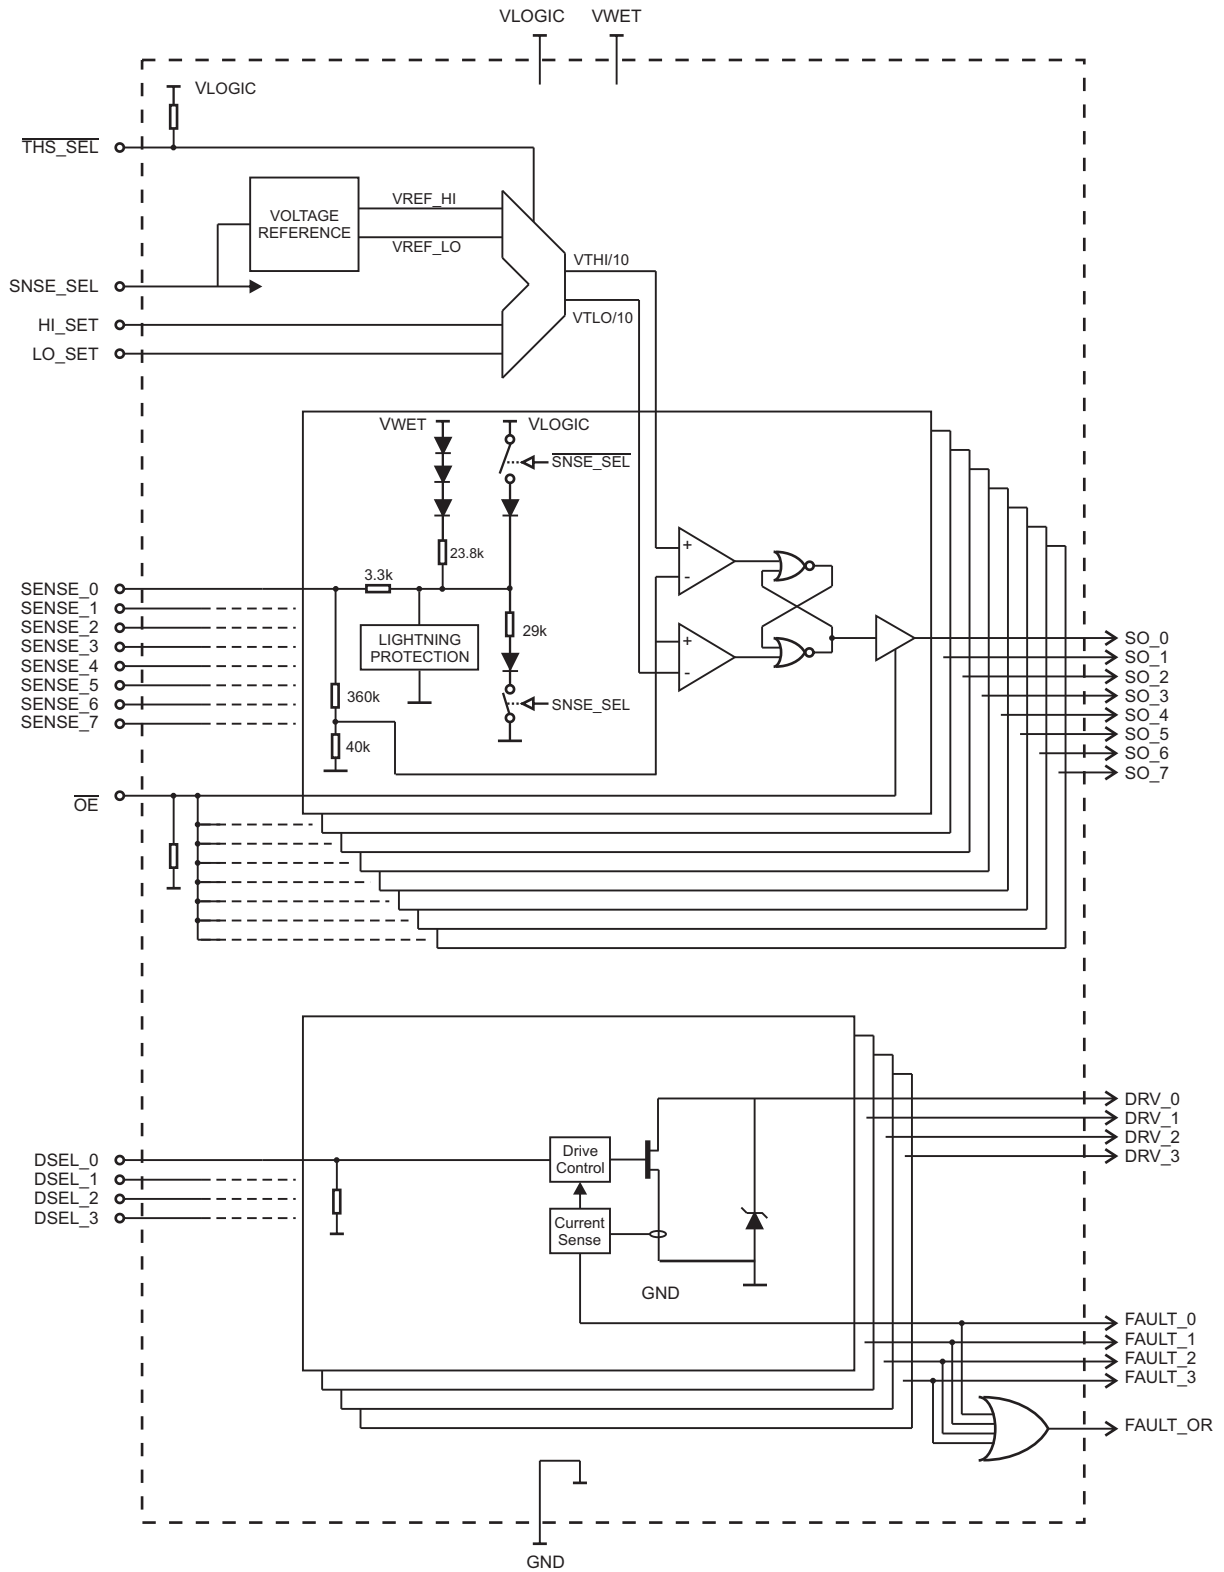 VLOGIC VWET
VLOGIC
THS_SEL
VOLTAGE
REFERENCE
VREF_HI
VREF_LO
SNSE_SEL
VTHI/10
VTLO/10
HI_SET
LO_SET
VWET
VLOGIC
SNSE_SEL
+
-
23.8k
3.3k
SENSE_0
SENSE_1
SENSE_2
SENSE_3
SENSE_4
SENSE_5
SENSE_6
SENSE_7
LIGHTNING
PROTECTION
29k
+
-
360k
SNSE_SEL
40k
SO_0
SO_1
SO_2
SO_3
SO_4
SO_5
SO_6
SO_7
OE
DSEL_0
DSEL_1
DSEL_2
DSEL_3
Drive
Control
Current
Sense
GND
DRV_0
DRV_1
DRV_2
DRV_3
FAULT_0
FAULT_1
FAULT_2
FAULT_3
FAULT_OR
GND